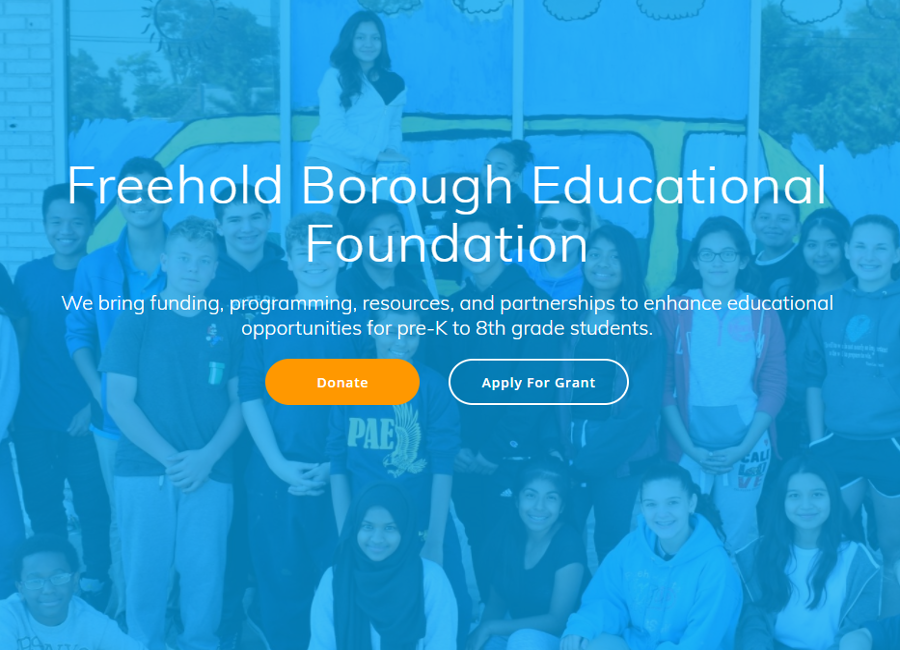 Freehold Borough Educational
Foundation
We bring funding, programming, resources, and partnerships to enhance educational
opportunities for pre-K to 8th grade students.
Donate
Apply For Grant
PAE